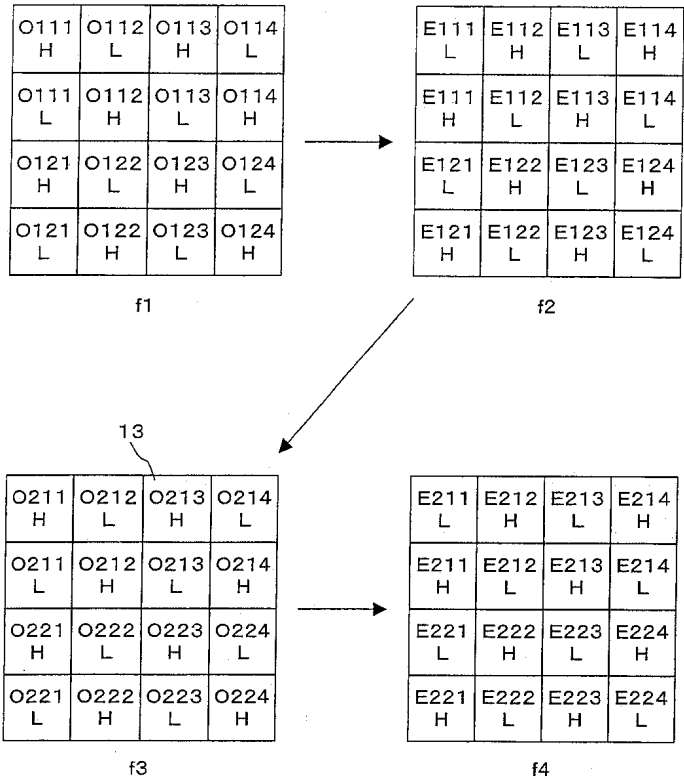 O111 O112 O113 O114
H L H L
O111 O112 O113 O114
L H L H
O121 O122 O123 O124
H L H L
O121 O122 O123 O124
L H L H
f1
E111 E112 E113 E114
L H L H
E111 E112 E113 E114
H L H L
E121 E122 E123 E124
L H L H
E121 E122 E123 E124
H L H L
f2
13
O211 O212 O213 O214
H L H L
O211 O212 O213 O214
L H L H
O221 O222 O223 O224
H L H L
O221 O222 O223 O224
L H L H
f3
E211 E212 E213 E214
L H L H
E211 E212 E213 E214
H L H L
E221 E222 E223 E224
L H L H
E221 E222 E223 E224
H L H L
f4